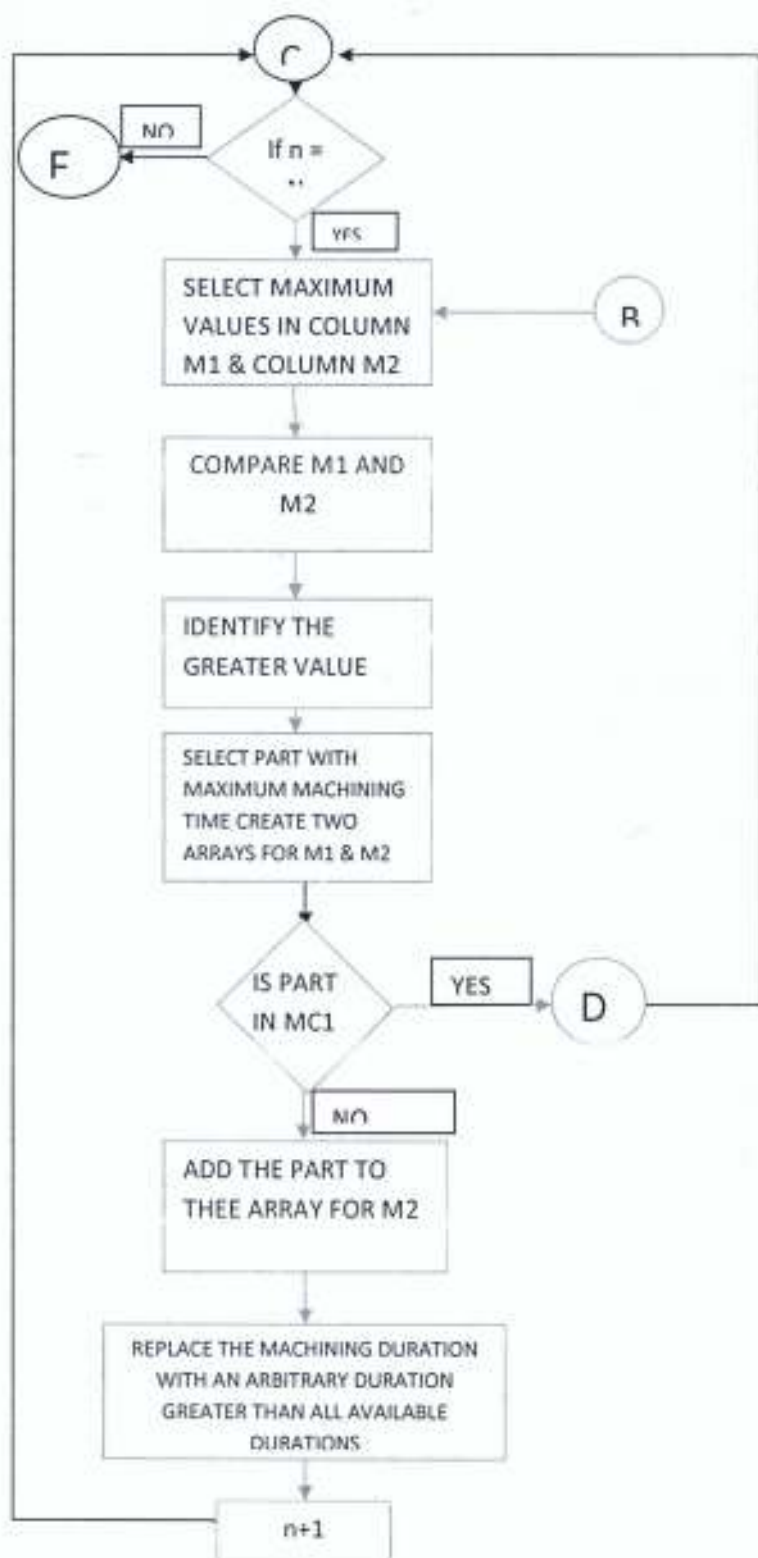 C
NO
F
If n =
YES
SELECT MAXIMUM
VALUES IN COLUMN
M1 & COLUMN M2
B
COMPARE M1 AND
M2
IDENTIFY THE
GREATER VALUE
SELECT PART WITH
MAXIMUM MACHINING
TIME CREATE TWO
ARRAYS FOR M1 & M2
IS PART
IN MC1
YES
D
NO
ADD THE PART TO
THEE ARRAY FOR M2
REPLACE THE MACHINING DURATION
WITH AN ARBITRARY DURATION
GREATER THAN ALL AVAILABLE
DURATIONS
n+1